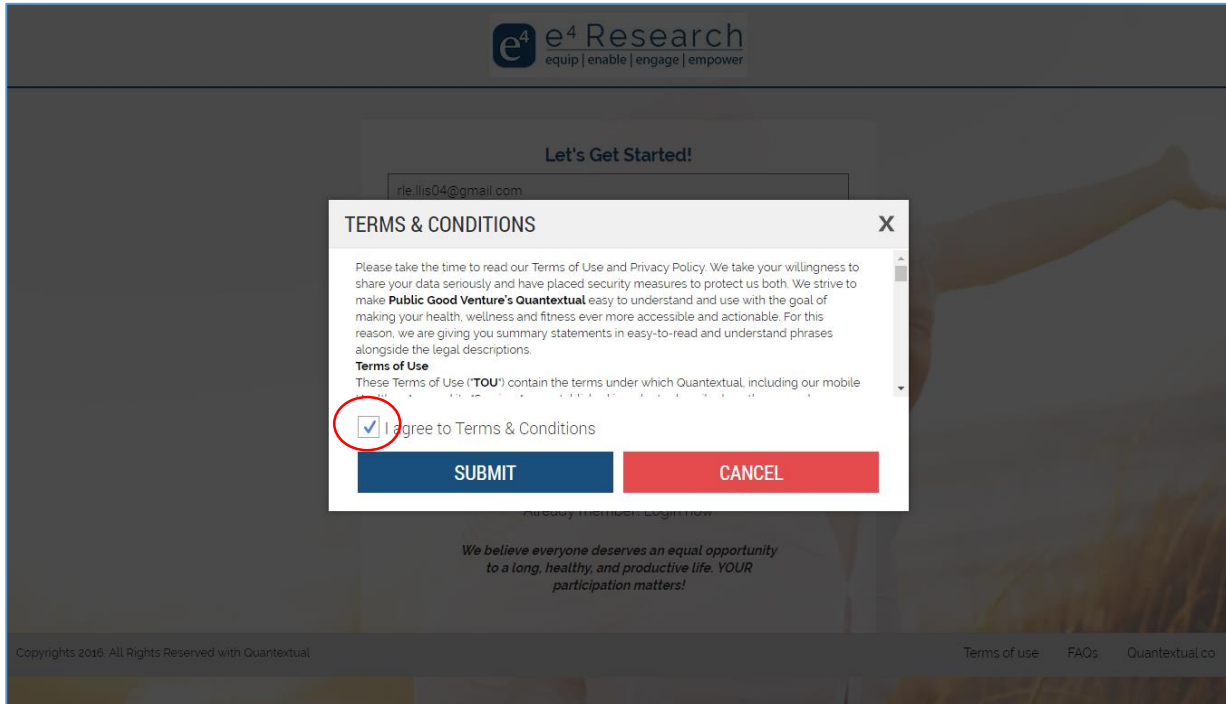 e4 e4 Research
equip | enable | engage | empower
Let's Get Started!
rle.llis04@gmail.com
TERMS & CONDITIONS X
Please take the time to read our Terms of Use and Privacy Policy. We take your willingness to
share your data seriously and have placed security measures to protect us both. We strive to
make Public Good Venture's Quantextual easy to understand and use with the goal of
making your health, wellness and fitness ever more accessible and actionable. For this
reason, we are giving you summary statements in easy-to-read and understand phrases
alongside the legal descriptions.
Terms of Use
These Terms of Use ("TOU") contain the terms under which Quantextual, including our mobile
I agree to Terms & Conditions
SUBMIT CANCEL
Already member? Login now
We believe everyone deserves an equal opportunity
to a long, healthy, and productive life. YOUR
participation matters!
Copyrights 2016. All Rights Reserved with Quantextual Terms of use FAQs Quantextual.co